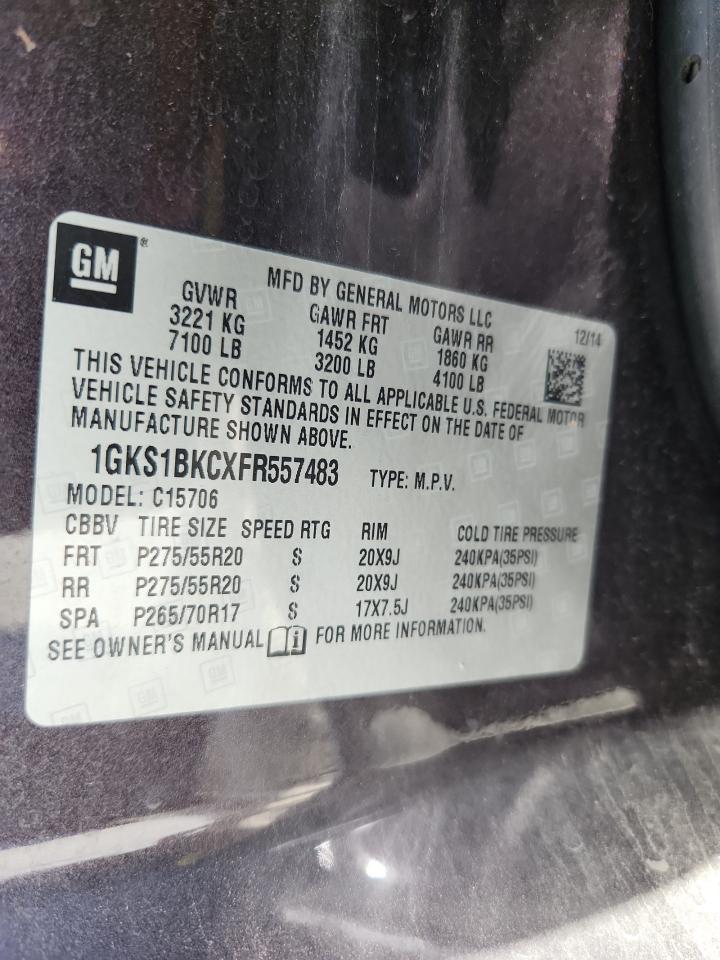 GM®
MFD BY GENERAL MOTORS LLC
GVWR GAWR FRT GAWR RR 12/14
3221 KG 1452 KG 1860 KG
7100 LB 3200 LB 4100 LB
THIS VEHICLE CONFORMS TO ALL APPLICABLE U.S. FEDERAL MOTOR
VEHICLE SAFETY STANDARDS IN EFFECT ON THE DATE OF
MANUFACTURE SHOWN ABOVE.
1GKS1BKCXFR557483 TYPE: M.P.V.
MODEL: C15706
CBBV TIRE SIZE SPEED RTG RIM COLD TIRE PRESSURE
FRT P275/55R20 S 20X9J 240KPA(35PSI)
RR P275/55R20 S 20X9J 240KPA(35PSI)
SPA P265/70R17 S 17X7.5J 240KPA(35PSI)
SEE OWNER'S MANUAL i FOR MORE INFORMATION.